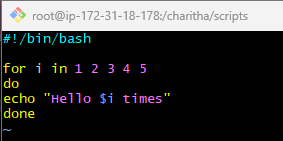 root@ip-172-31-18-178:/charitha/scripts
#!/bin/bash
for i in 1 2 3 4 5
do
echo "Hello $i times"
done
~